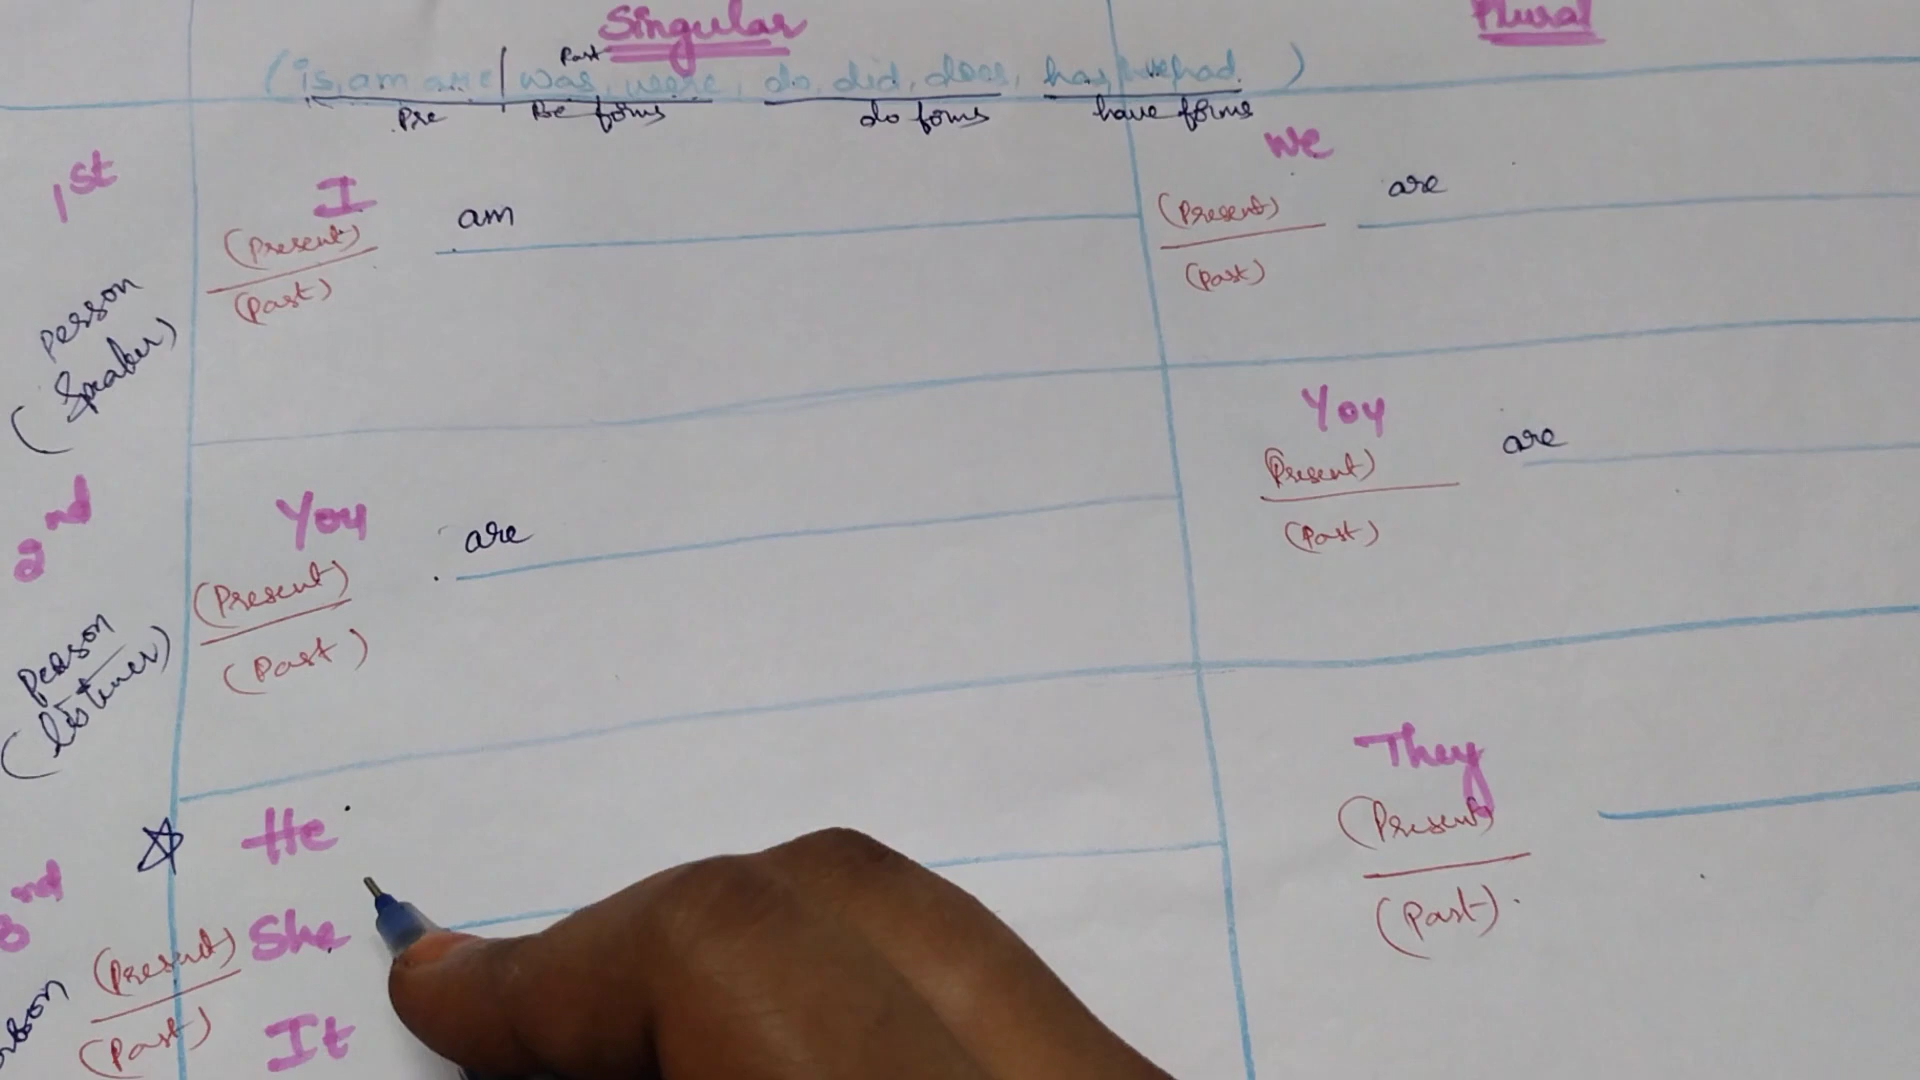 Singular
Plural
Past
( is, am are / was, were, do, did, does, has, have had. )
Pre
Be forms
do foms
have forms
1st
Person
( Speaker )
I
am
(Present)
(Past)
We
are
(Present)
(Past)
2nd
Person
(listener)
You
are
(Present)
(Past)
You
are
(Present)
(Past)
He
She
It
(Present)
(Past)
They
(Present)
(Past).